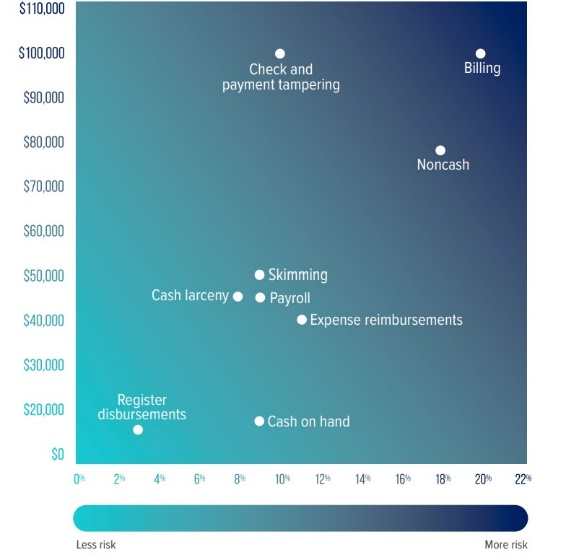 $110,000
$100,000
Check and
payment tampering
Billing
$90,000
$80,000
Noncash
$70,000
$60,000
$50,000
Skimming
Cash larceny
Payroll
$40,000
Expense reimbursements
$30,000
Register
disbursements
$20,000
Cash on hand
$0
0% 2% 4% 6% 8% 10% 12% 14% 16% 18% 20% 22%
Less risk
More risk